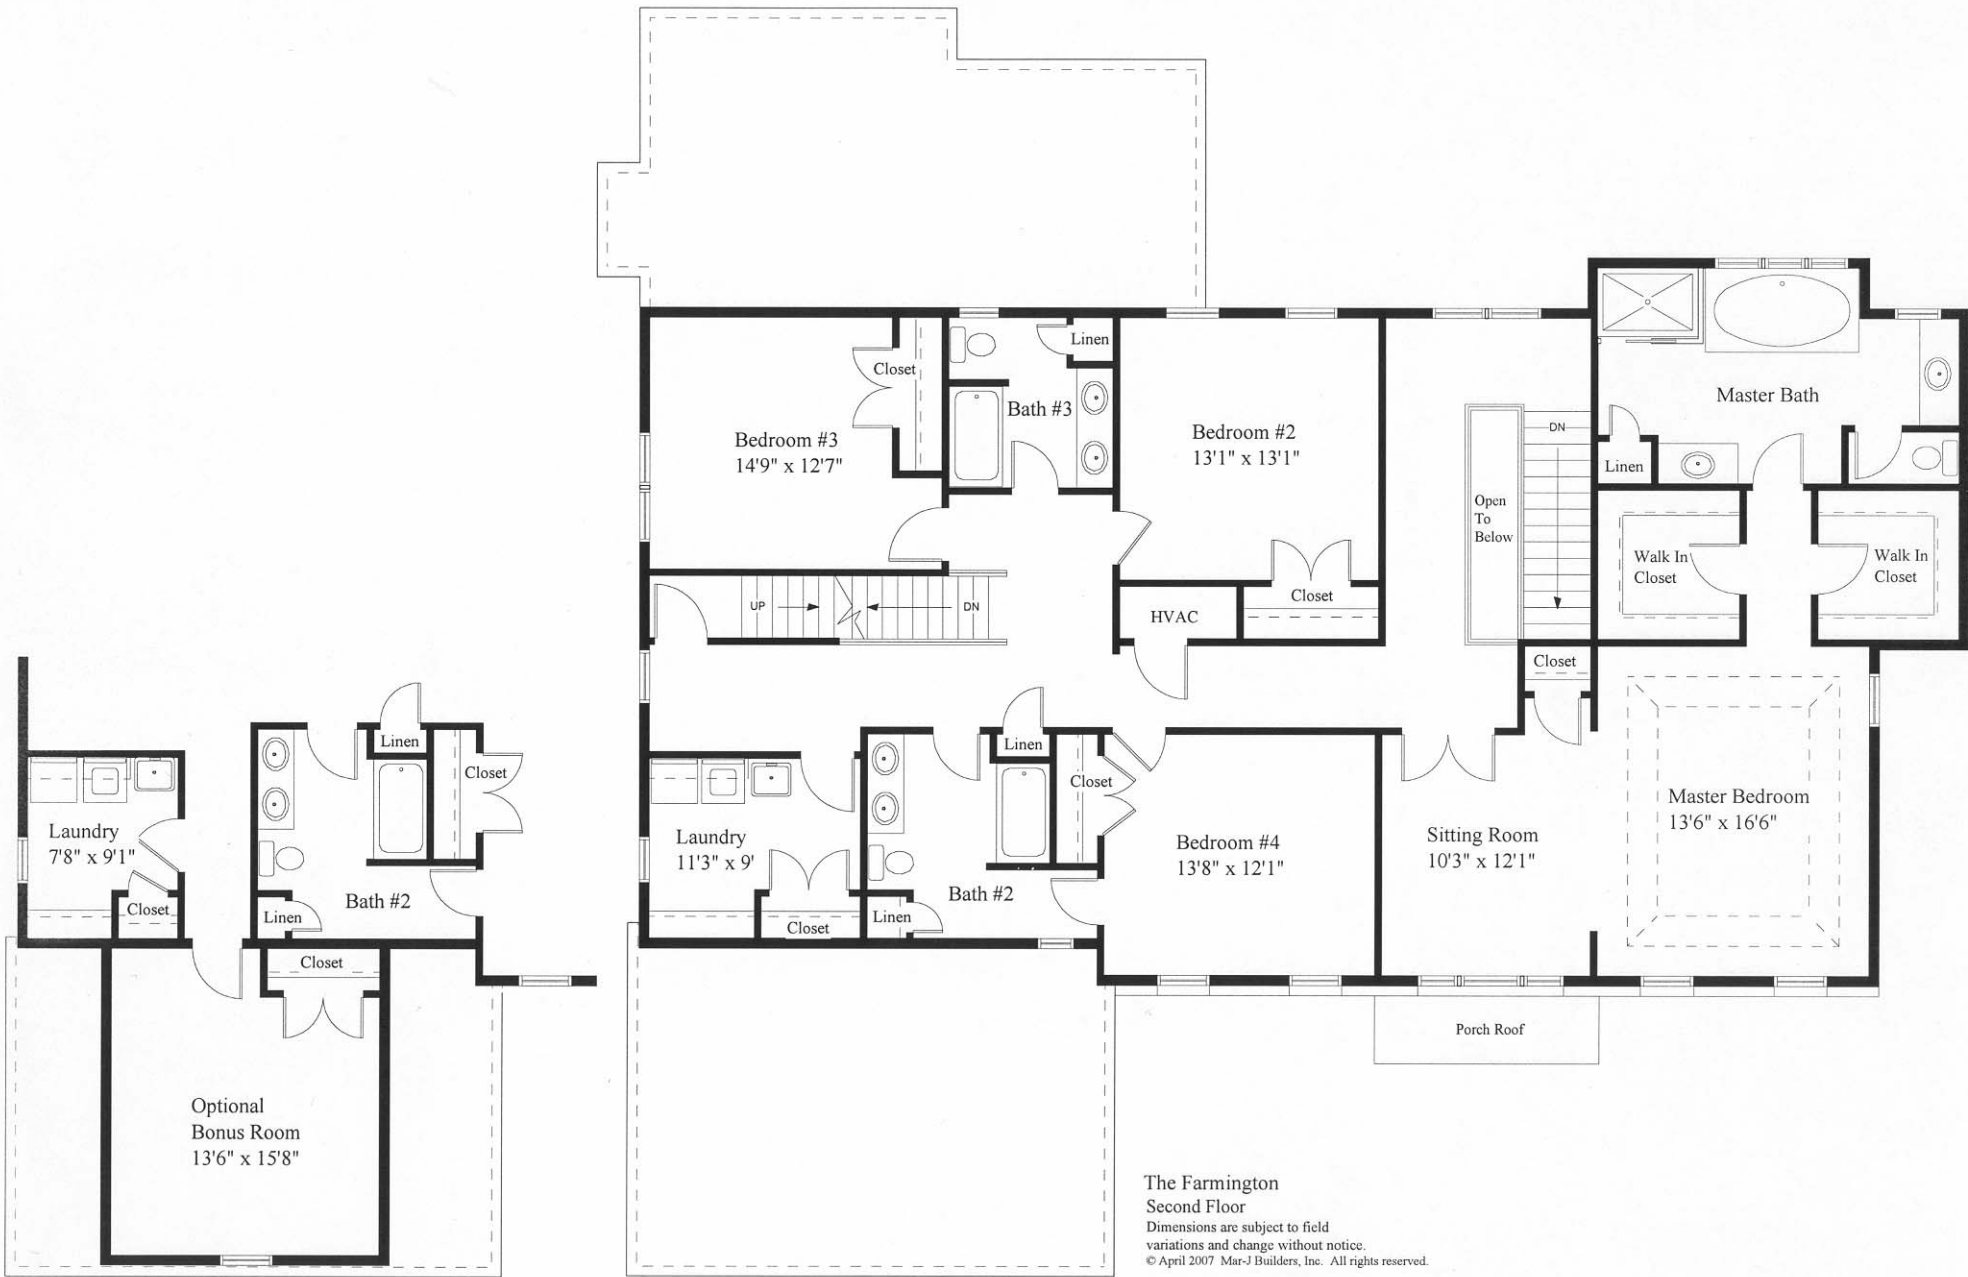 Linen
Closet
Bath #3
Bedroom #3
14'9" x 12'7"
Bedroom #2
13'1" x 13'1"
Master Bath
DN
Linen
Open
To
Below
Walk In
Closet
Walk In
Closet
UP
DN
HVAC
Closet
Closet
Linen
Closet
Master Bedroom
13'6" x 16'6"
Sitting Room
10'3" x 12'1"
Bedroom #4
13'8" x 12'1"
Laundry
11'3" x 9'
Bath #2
Linen
Closet
Porch Roof
Linen
Closet
Laundry
7'8" x 9'1"
Closet
Linen
Bath #2
Closet
Optional
Bonus Room
13'6" x 15'8"
The Farmington
Second Floor
Dimensions are subject to field
variations and change without notice.
© April 2007 Mar-J Builders, Inc. All rights reserved.